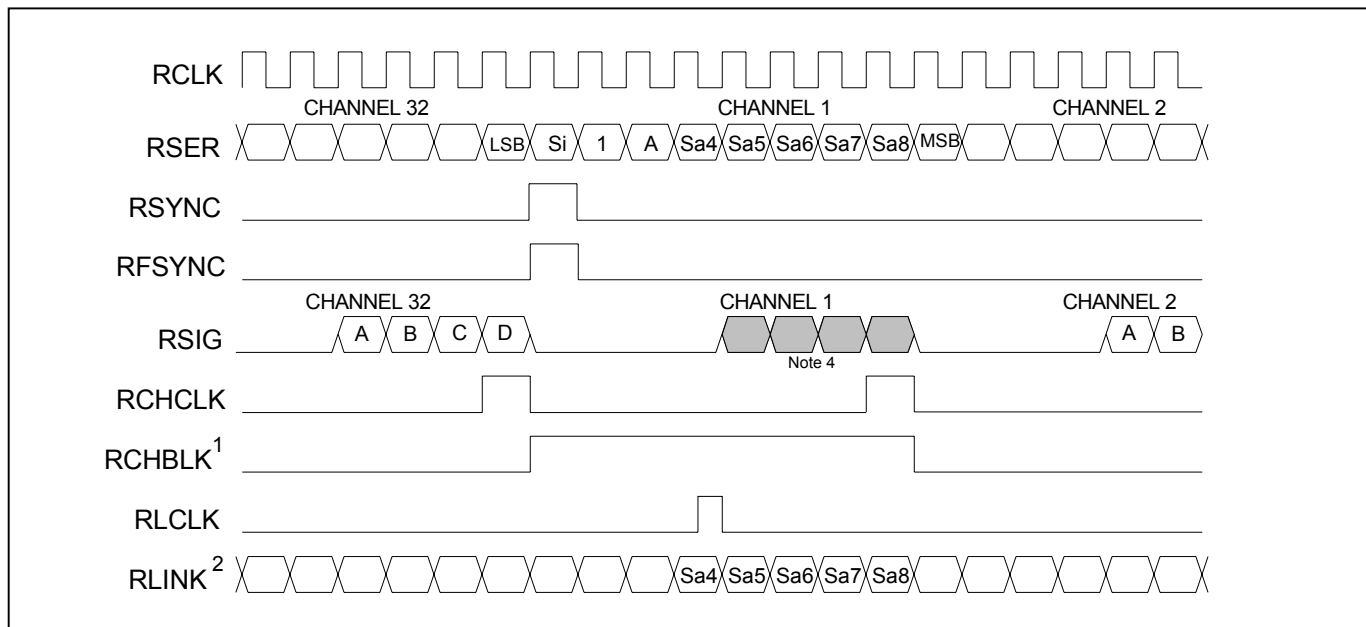 RCLK
CHANNEL 32 CHANNEL 1 CHANNEL 2
RSER LSB Si 1 A Sa4 Sa5 Sa6 Sa7 Sa8 MSB
RSYNC
RFSYNC
CHANNEL 32 CHANNEL 1 CHANNEL 2
RSIG A B C D A B
Note 4
RCHCLK
RCHBLK1
RLCLK
RLINK2 Sa4 Sa5 Sa6 Sa7 Sa8